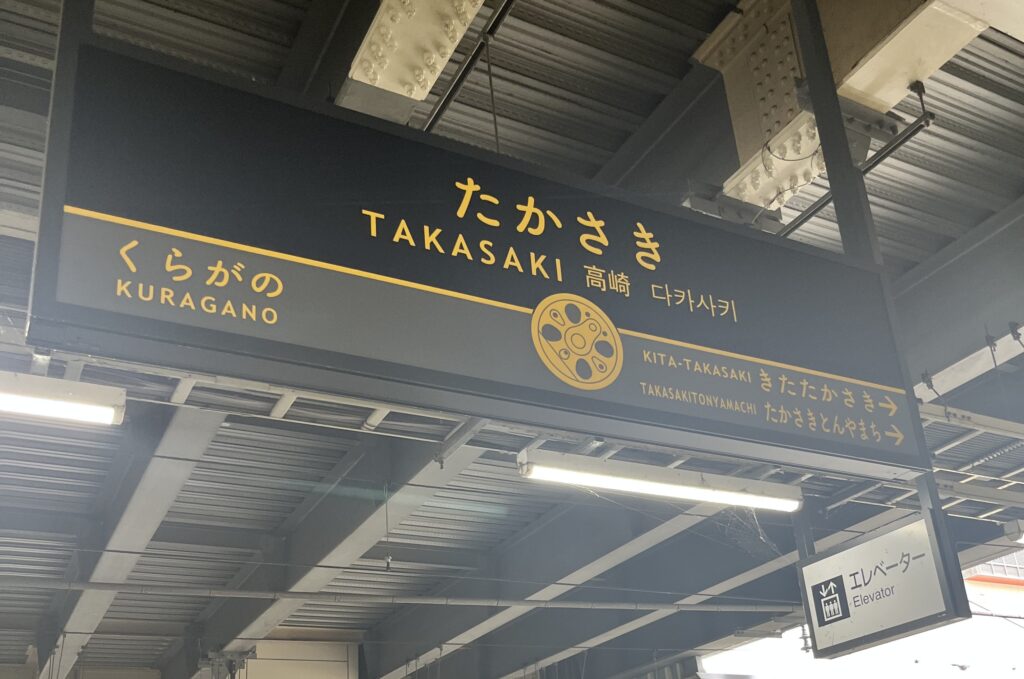 たかさき
TAKASAKI 高崎 다카사키
くらがの
KURAGANO
KITA-TAKASAKI きたたかさき→
TAKASAKITONYAMACHI たかさきとんやまち→
エレベーター
Elevator